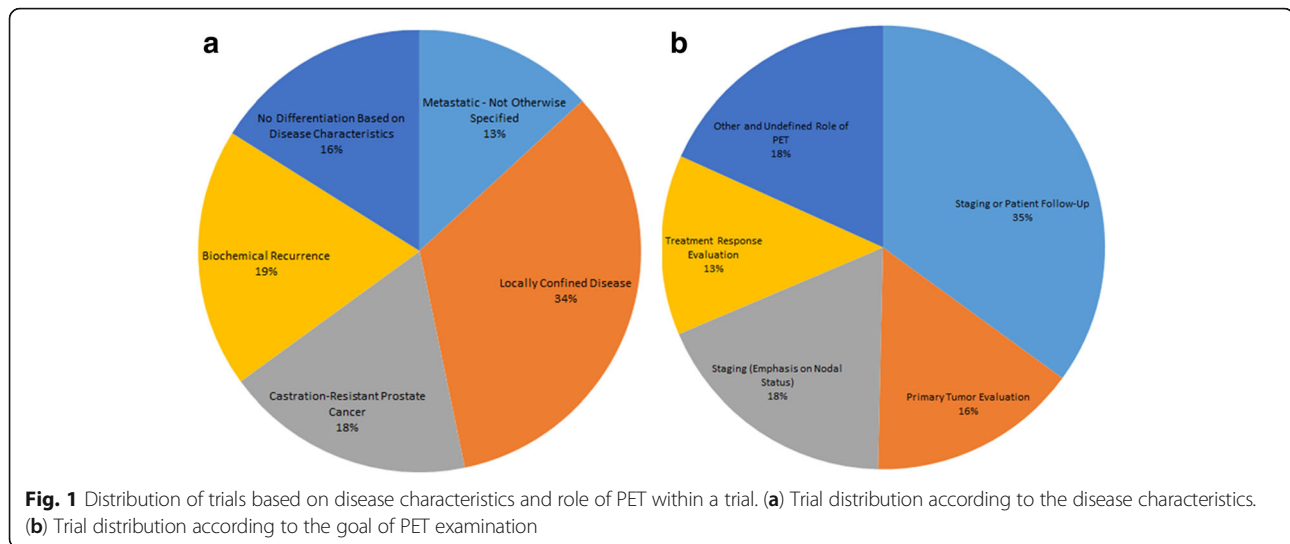 a
Metastatic - Not Otherwise
Specified
13%
Locally Confined Disease
34%
Castration-Resistant Prostate
Cancer
18%
Biochemical Recurrence
19%
No Differentiation Based on
Disease Characteristics
16%
b
Staging or Patient Follow-Up
35%
Primary Tumor Evaluation
16%
Staging (Emphasis on Nodal
Status)
18%
Treatment Response
Evaluation
13%
Other and Undefined Role of
PET
18%
Fig. 1 Distribution of trials based on disease characteristics and role of PET within a trial. (a) Trial distribution according to the disease characteristics.
(b) Trial distribution according to the goal of PET examination